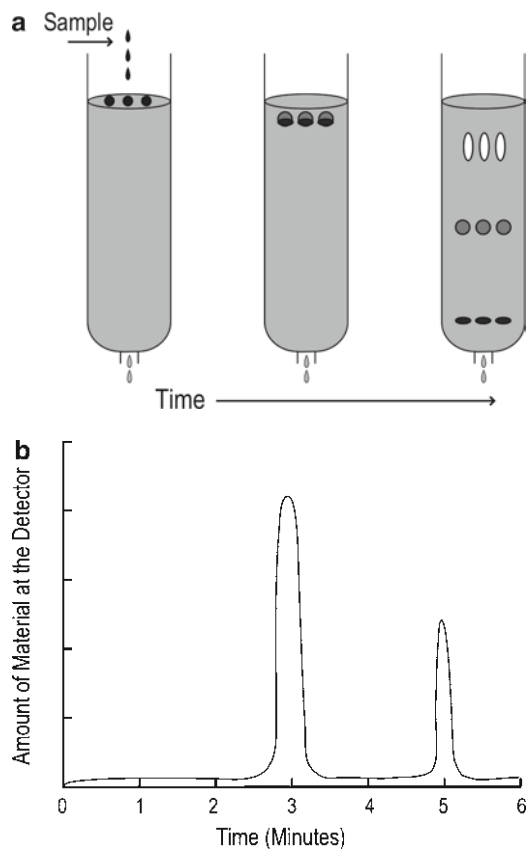 a Sample
Time
b
Amount of Material at the Detector
0 1 2 3 4 5 6
Time (Minutes)